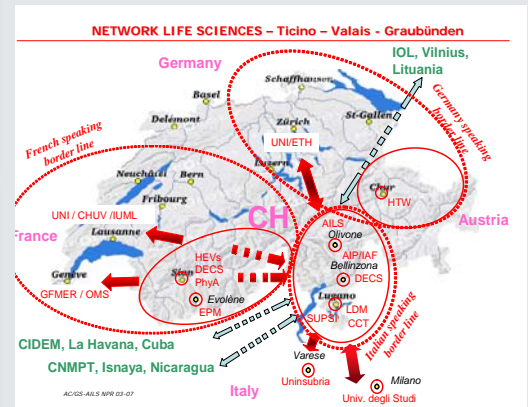 NETWORK LIFE SCIENCES – Ticino – Valais - Graubünden
IOL, Vilnius,
Lituania
Germany
Schaffhausen
Basel
Germany speaking
border line
Delémont
Zürich
St-Gallen
French speaking
border line
UNI/ETH
Luzern
Neuchâtel
Bern
Chur
HTW
Fribourg
UNI / CHUV /IUML
CH
AILS
Olivone
Austria
France
Lausanne
HEVs
DECS
PhyA
AIP/IAF
Bellinzona
DECS
Genève
Sion
Evolène
EPM
GFMER / OMS
Lugano
LDM
CCT
SUPSI
Italian speaking
border line
CIDEM, La Havana, Cuba
CNMPT, Isnaya, Nicaragua
Varese
Uninsubria
Milano
Univ. degli Studi
Italy
AC/GS-AILS NPR 03-07